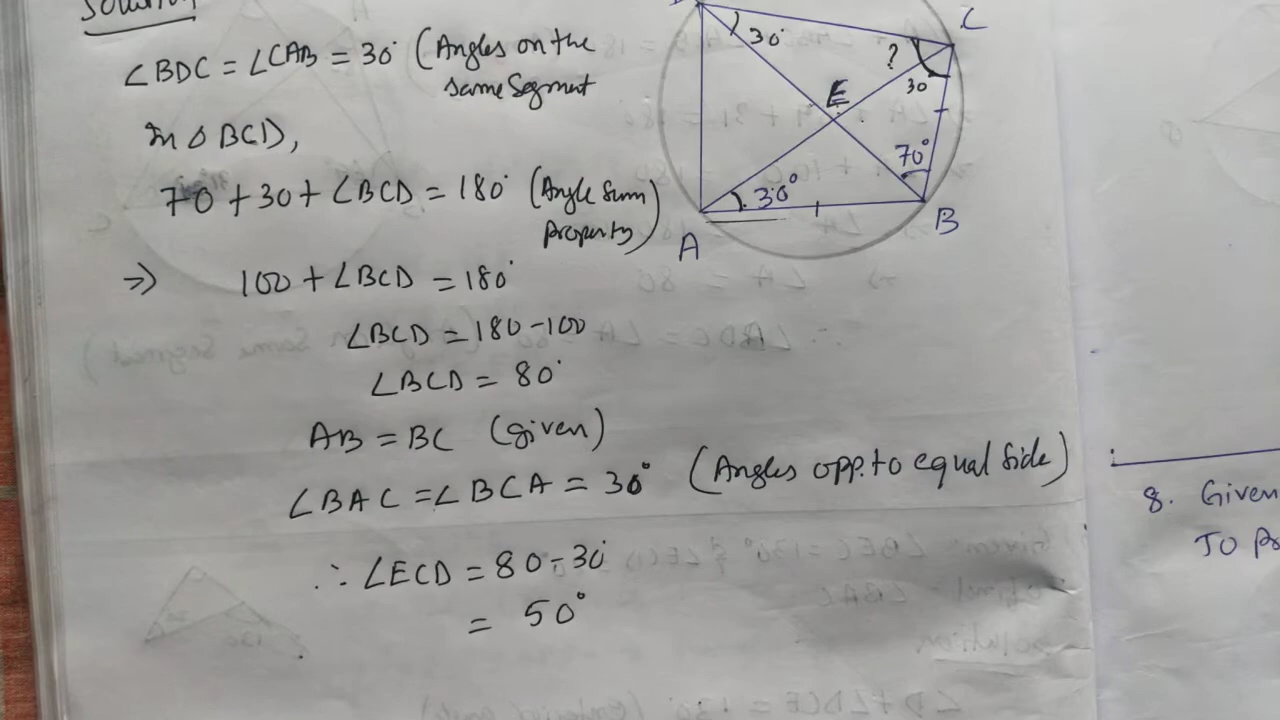 Solution
∠BDC = ∠CAB = 30° (Angles on the
same Segment
In △ BCD,
70 + 30 + ∠BCD = 180° (Angle Sum
property)
⇒ 100 + ∠BCD = 180°
∠BCD = 180 - 100
∠BCD = 80°
AB = BC (given)
∠BAC = ∠BCA = 30° (Angles opp. to equal Side)
∴ ∠ECD = 80 - 30
= 50°
C
30°
?
30
E
70°
30°
A
B
8. Given
TO